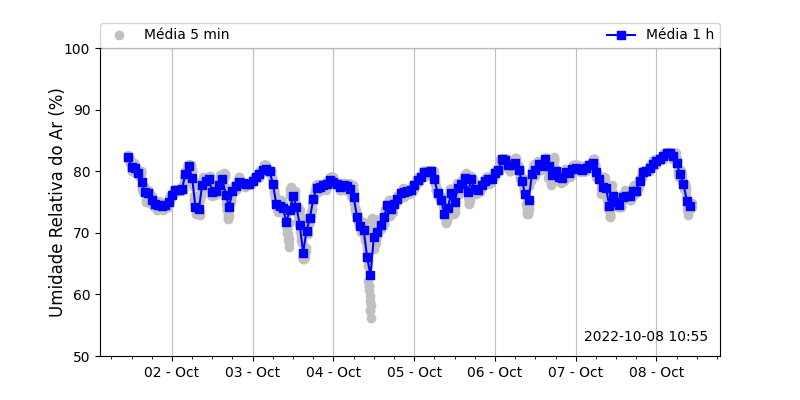 Média 5 min
Média 1 h
Umidade Relativa do Ar (%)
100
90
80
70
60
50
2022-10-08 10:55
02 - Oct
03 - Oct
04 - Oct
05 - Oct
06 - Oct
07 - Oct
08 - Oct